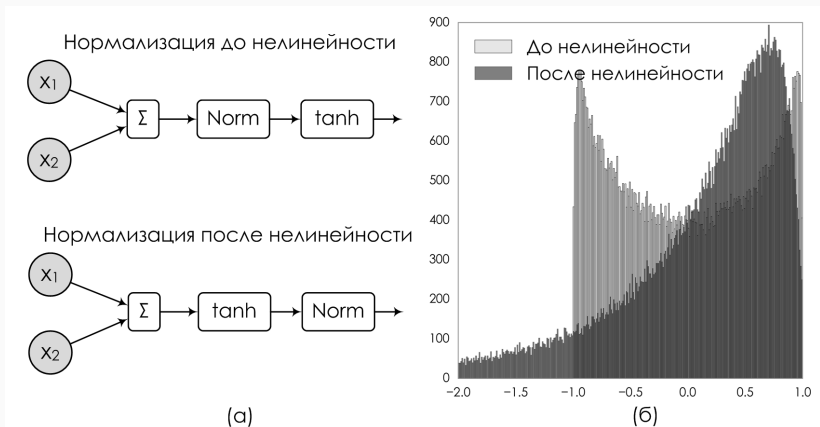 Нормализация до нелинейности
x1
x2
Σ
Norm
tanh
Нормализация после нелинейности
x1
x2
Σ
tanh
Norm
(а)
До нелинейности
После нелинейности
900
800
700
600
500
400
300
200
100
0
−2.0 −1.5 −1.0 −0.5 0.0 0.5 1.0
(б)